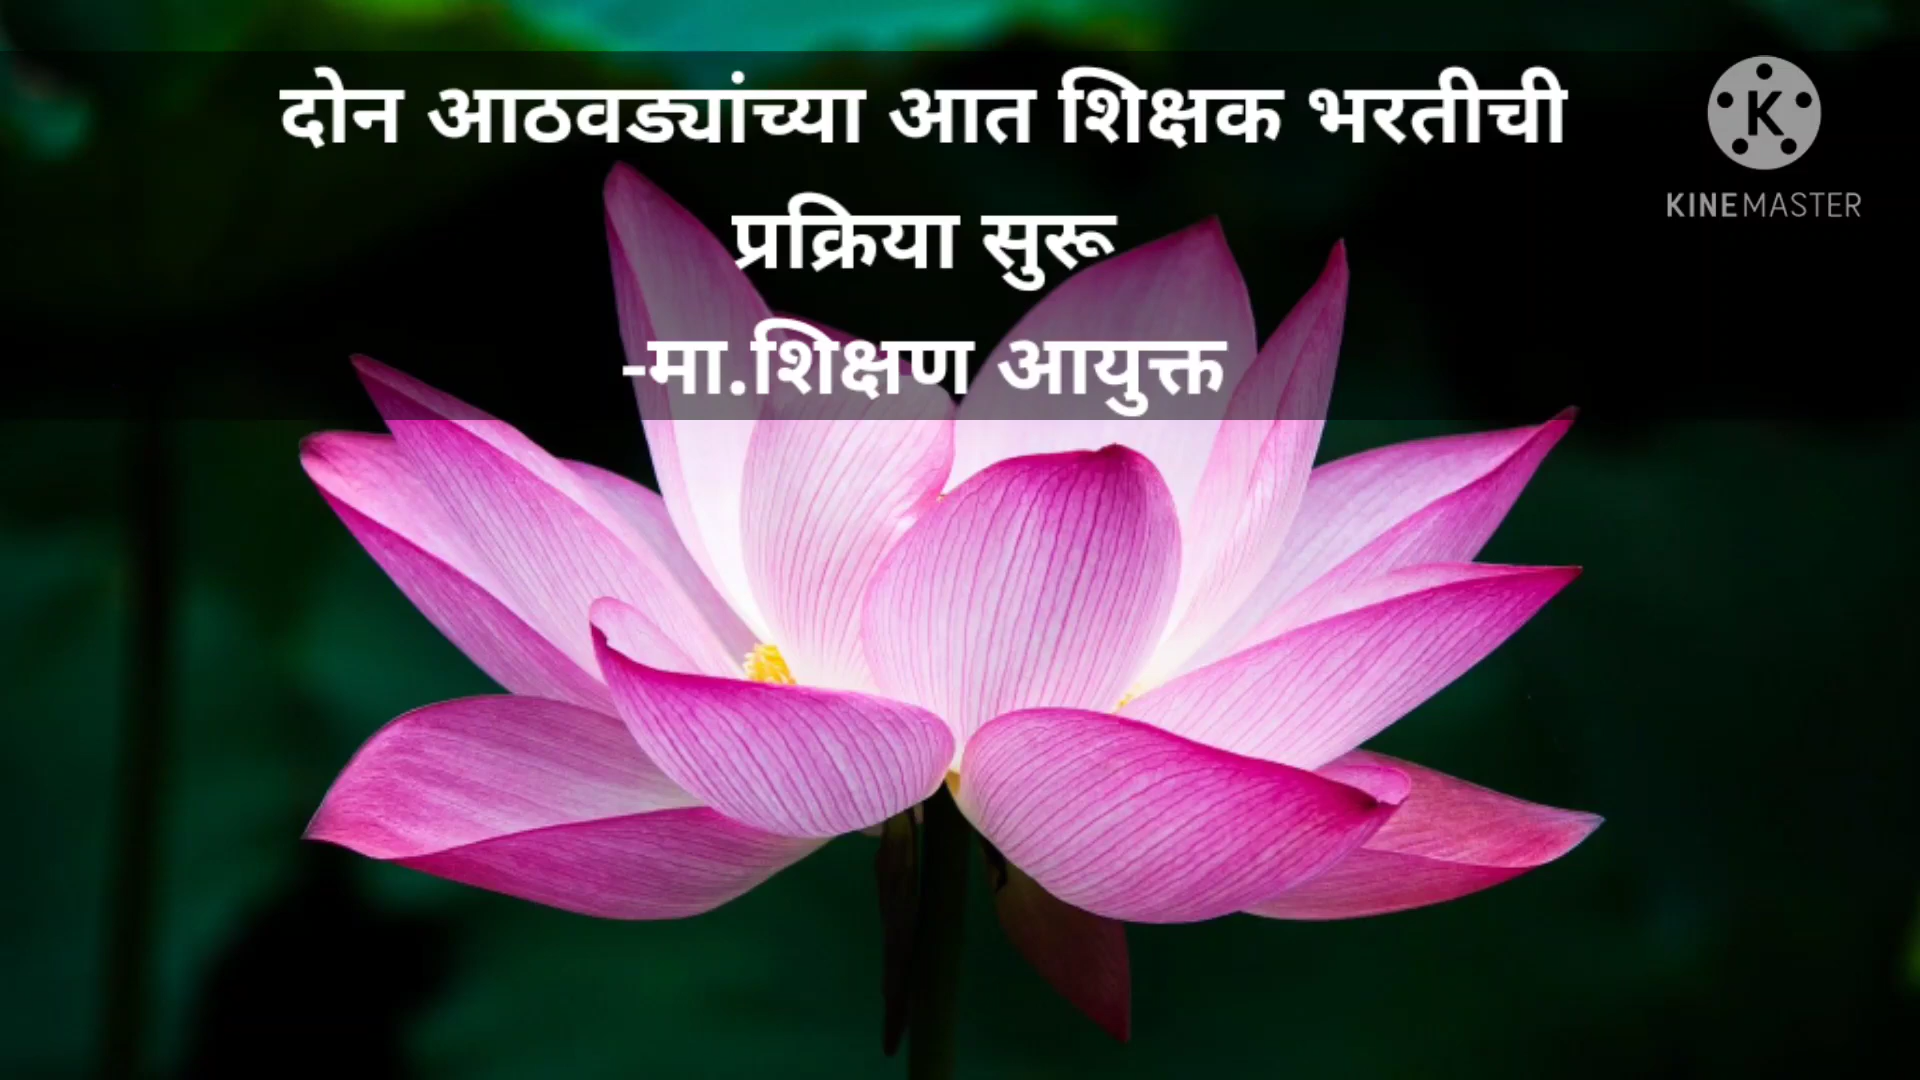 दोन आठवड्यांच्या आत शिक्षक भरतीची
प्रक्रिया सुरू
-मा.शिक्षण आयुक्त
K
KINEMASTER